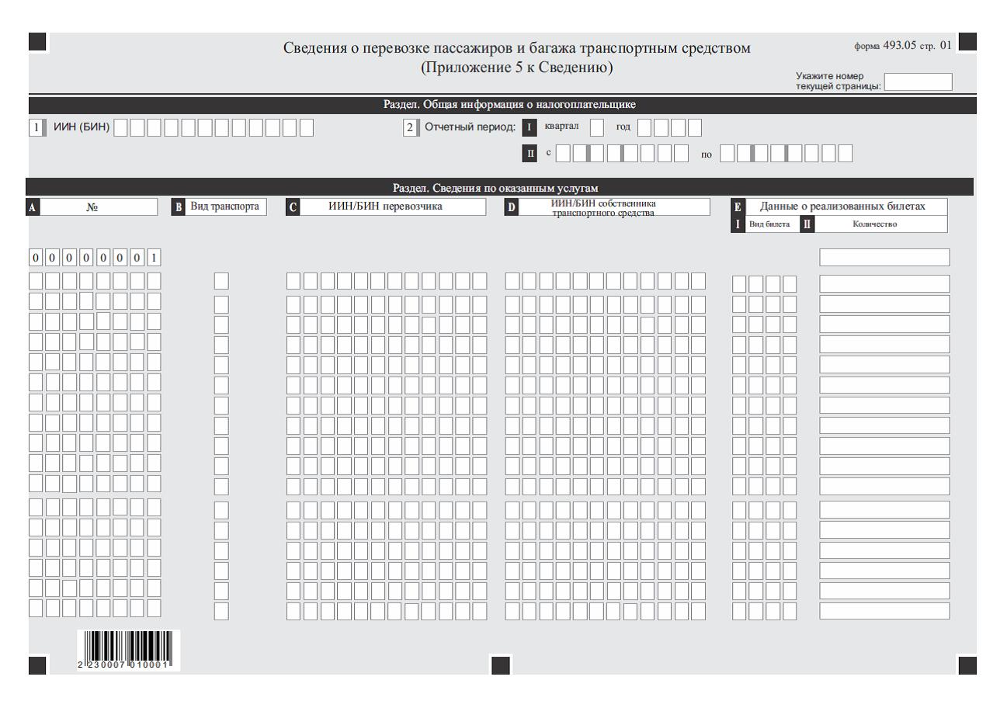 Сведения о перевозке пассажиров и багажа транспортным средством
(Приложение 5 к Сведению)
форма 493.05 стр. 01
Укажите номер
текущей страницы:
Раздел. Общая информация о налогоплательщике
1 ИИН (БИН) 2 Отчетный период: I квартал год
II с по
Раздел. Сведения по оказанным услугам
A № B Вид транспорта C ИИН/БИН перевозчика D ИИН/БИН собственника
транспортного средства
E Данные о реализованных билетах
I Вид билета II Количество
0 0 0 0 0 0 0 1
2 230007 010001